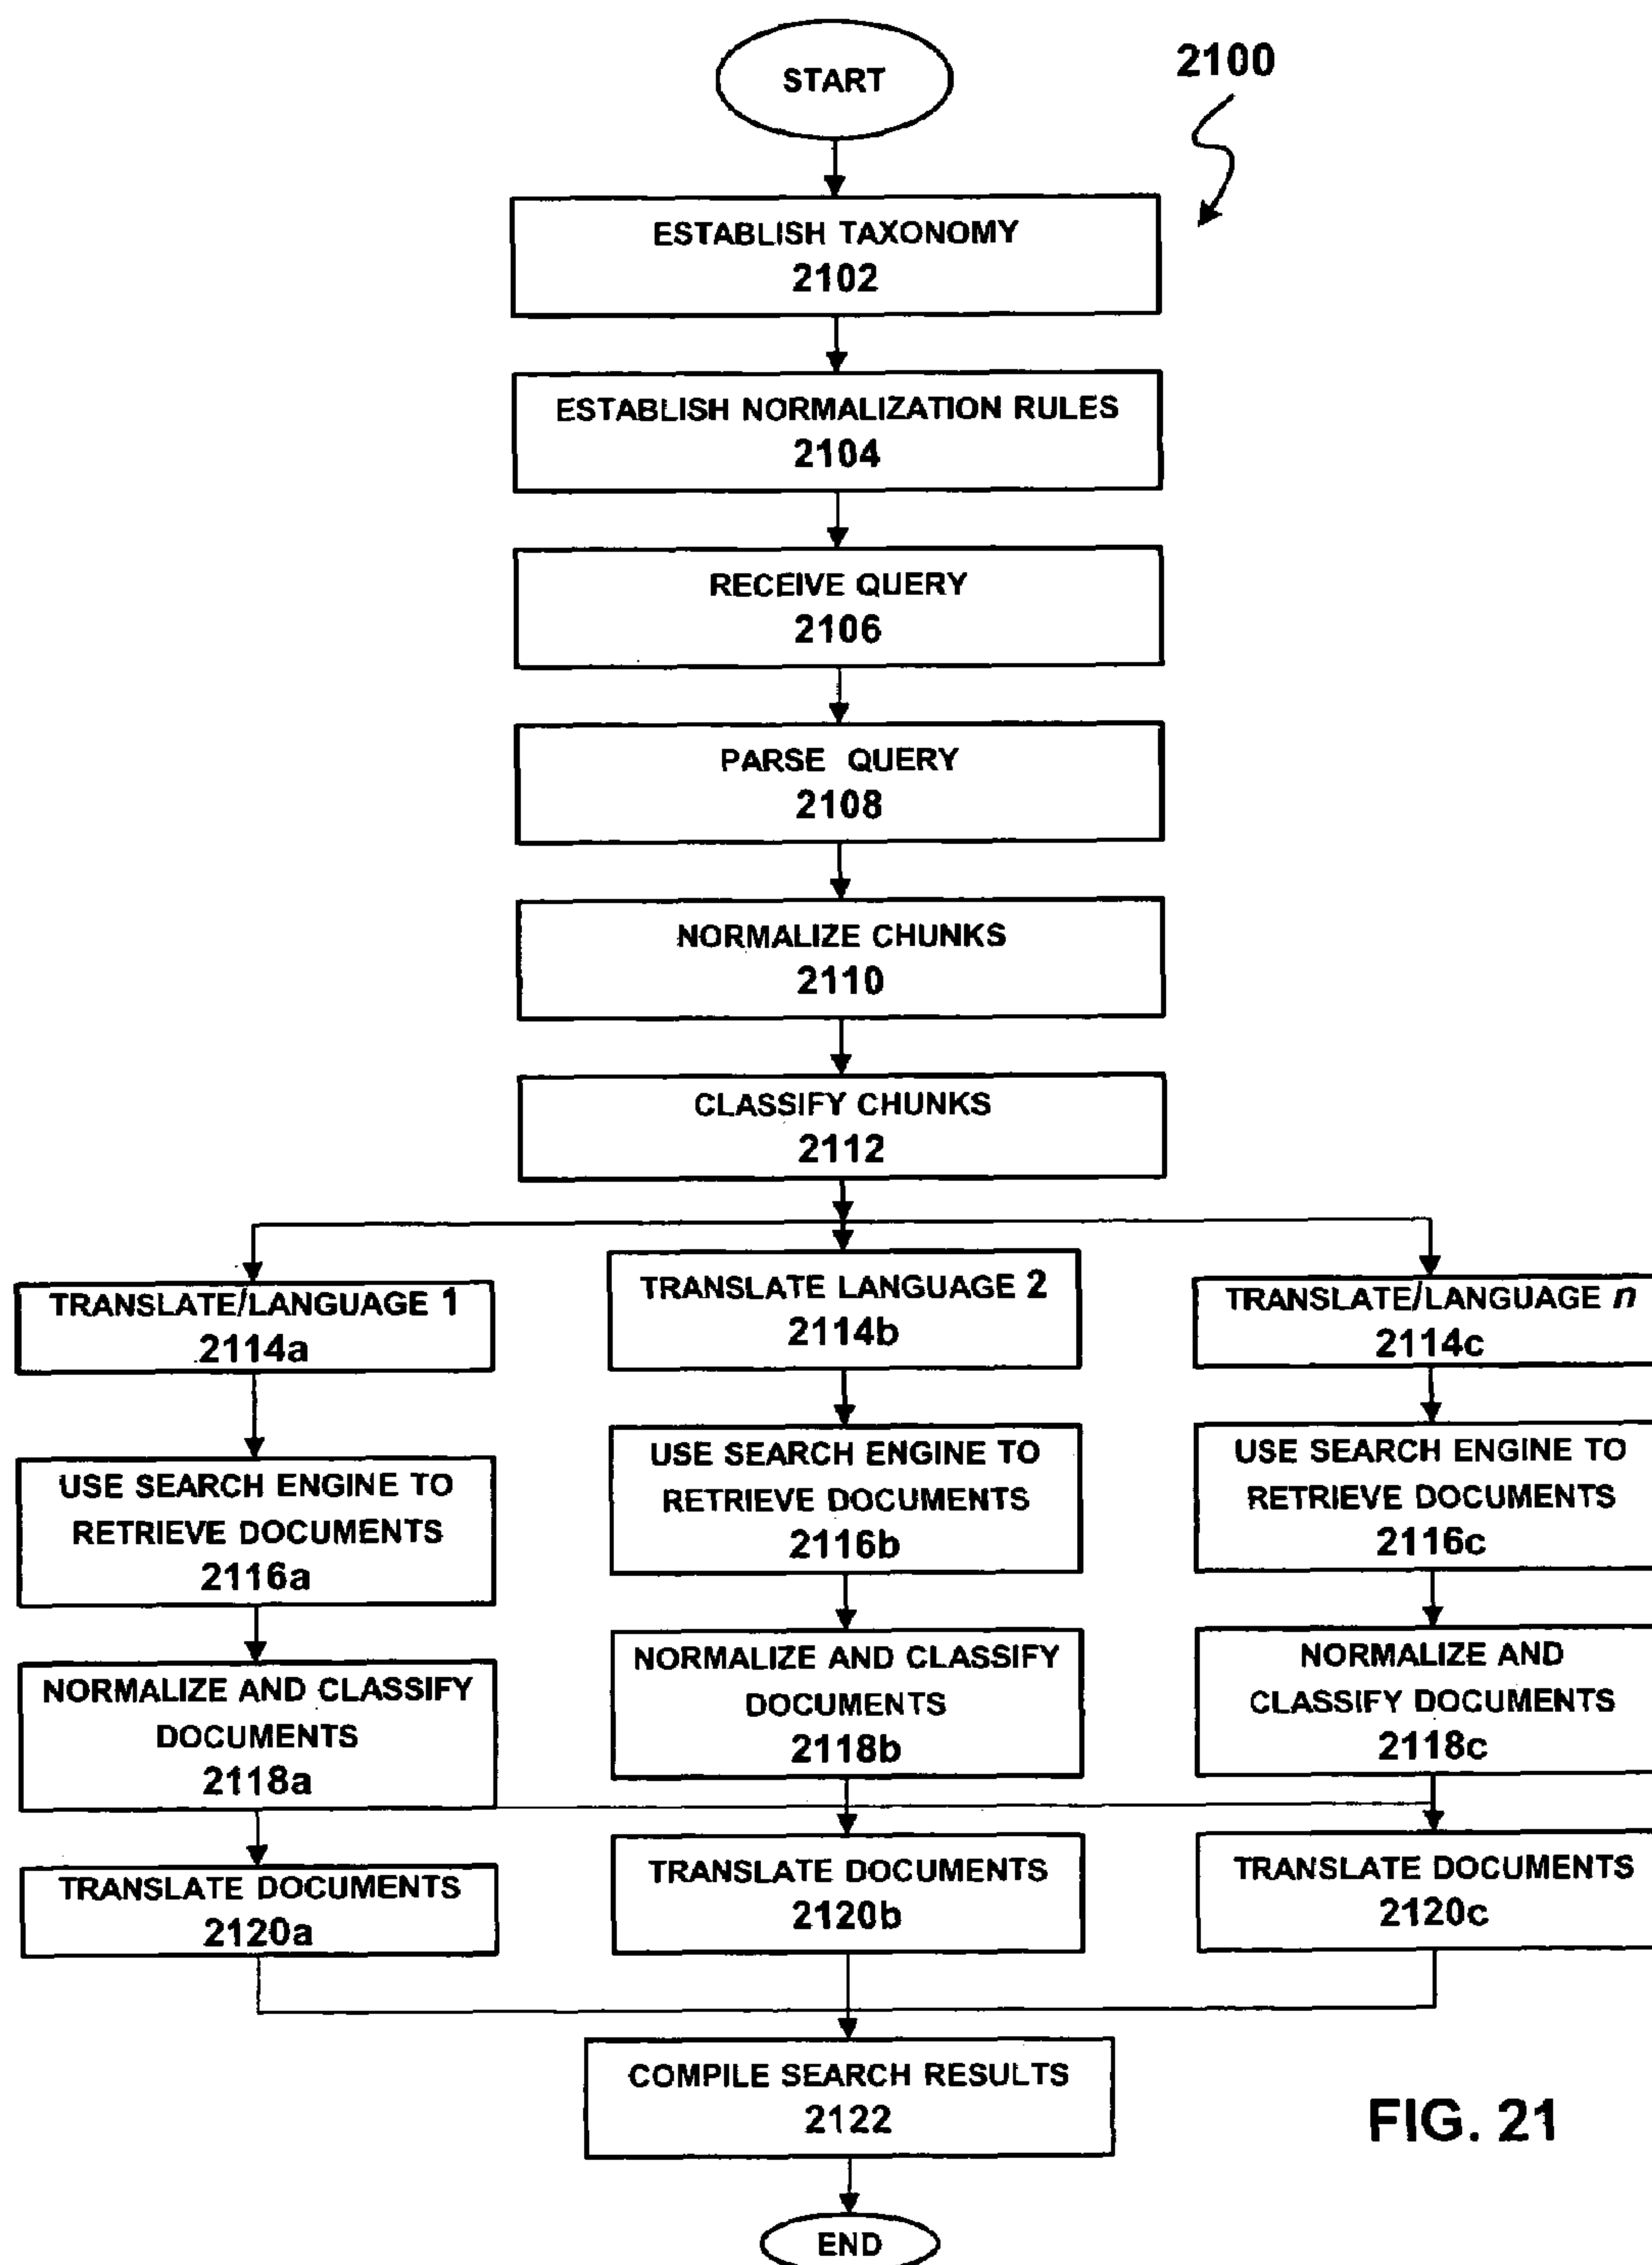 START
2100
ESTABLISH TAXONOMY
2102
ESTABLISH NORMALIZATION RULES
2104
RECEIVE QUERY
2106
PARSE QUERY
2108
NORMALIZE CHUNKS
2110
CLASSIFY CHUNKS
2112
TRANSLATE/LANGUAGE 1
2114a
TRANSLATE LANGUAGE 2
2114b
TRANSLATE/LANGUAGE n
2114c
USE SEARCH ENGINE TO
RETRIEVE DOCUMENTS
2116a
USE SEARCH ENGINE TO
RETRIEVE DOCUMENTS
2116b
USE SEARCH ENGINE TO
RETRIEVE DOCUMENTS
2116c
NORMALIZE AND CLASSIFY
DOCUMENTS
2118a
NORMALIZE AND CLASSIFY
DOCUMENTS
2118b
NORMALIZE AND
CLASSIFY DOCUMENTS
2118c
TRANSLATE DOCUMENTS
2120a
TRANSLATE DOCUMENTS
2120b
TRANSLATE DOCUMENTS
2120c
COMPILE SEARCH RESULTS
2122
FIG. 21
END